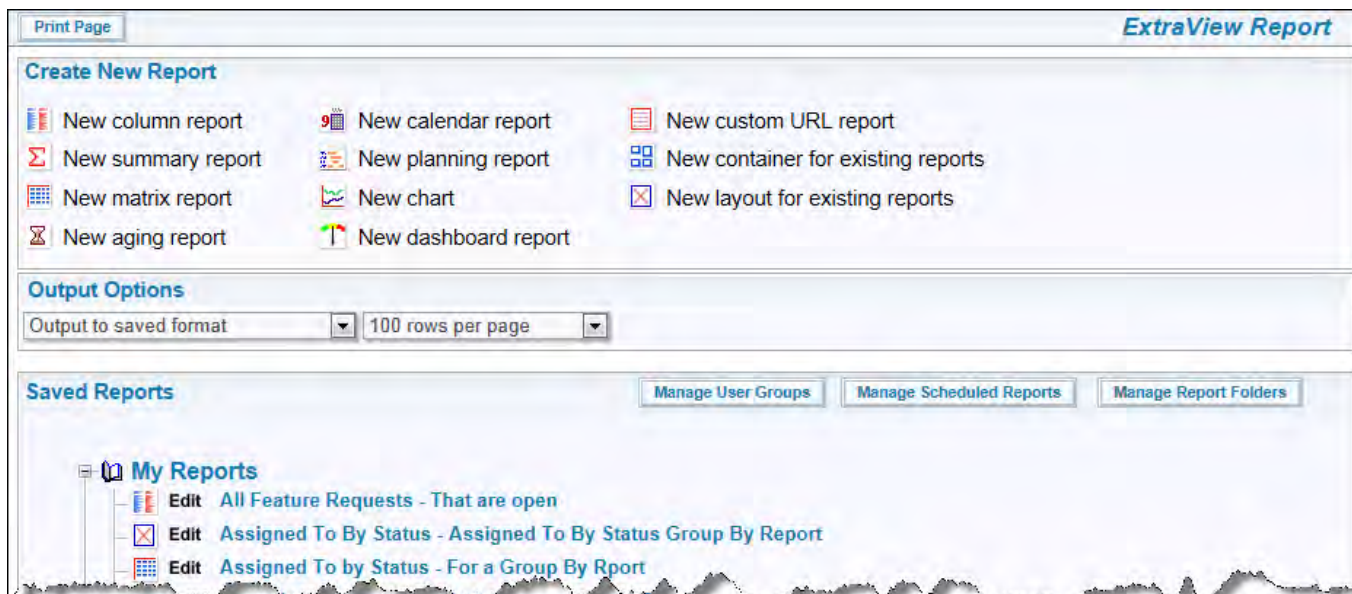 Print Page
ExtraView Report
Create New Report
New column report
New calendar report
New custom URL report
New summary report
New planning report
New container for existing reports
New matrix report
New chart
New layout for existing reports
New aging report
New dashboard report
Output Options
Output to saved format
100 rows per page
Saved Reports
Manage User Groups
Manage Scheduled Reports
Manage Report Folders
My Reports
Edit All Feature Requests - That are open
Edit Assigned To By Status - Assigned To By Status Group By Report
Edit Assigned To by Status - For a Group By Rport